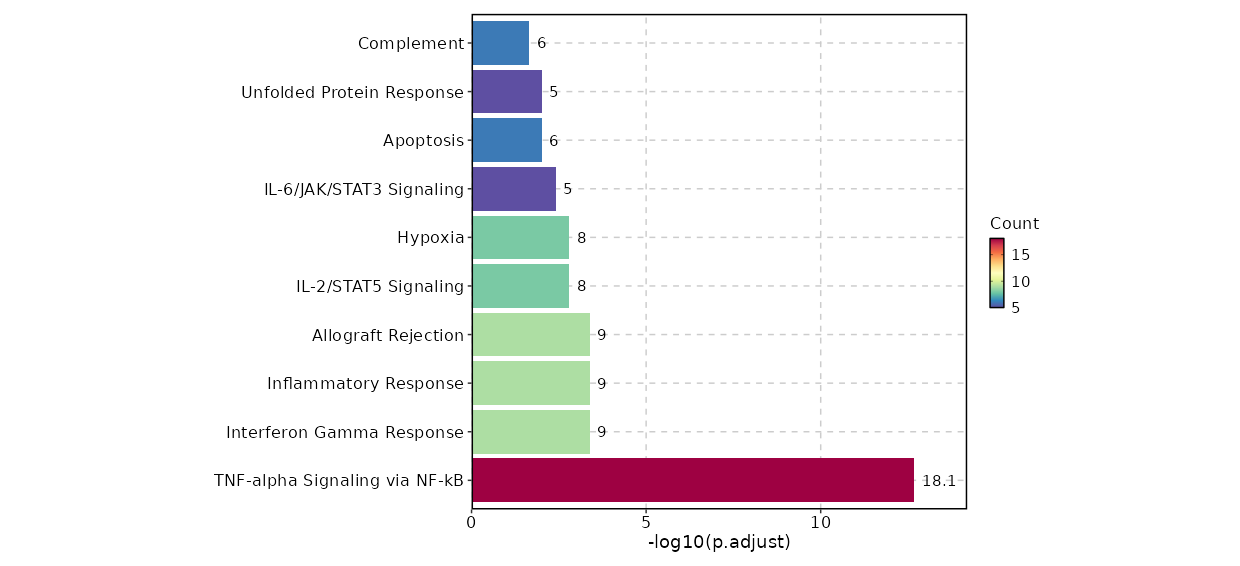 Complement 6
Unfolded Protein Response 5
Apoptosis 6
IL-6/JAK/STAT3 Signaling 5
Hypoxia 8
IL-2/STAT5 Signaling 8
Allograft Rejection 9
Inflammatory Response 9
Interferon Gamma Response 9
TNF-alpha Signaling via NF-kB 18.1
0 5 10
-log10(p.adjust)
Count
15
10
5